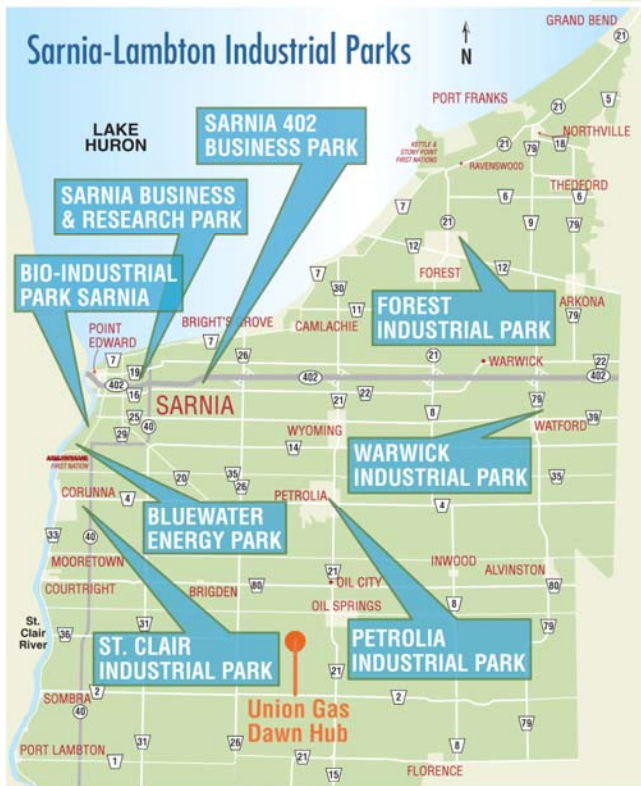 Sarnia-Lambton Industrial Parks
N
GRAND BEND
21
5
PORT FRANKS
21
NORTHVILLE
21
79
18
KETTLE &
STONY POINT
FIRST NATIONS
RAVENSWOOD
THEDFORD
LAKE
HURON
SARNIA 402
BUSINESS PARK
SARNIA BUSINESS
& RESEARCH PARK
BIO-INDUSTRIAL
PARK SARNIA
7
6
6
21
9
79
12
FOREST
12
7
30
11
FOREST
INDUSTRIAL PARK
ARKONA
79
POINT
EDWARD
BRIGHT'S GROVE
CAMLACHIE
7
7
26
21
WARWICK
22
19
402
402
402
16
SARNIA
21
22
79
8
25
40
29
WYOMING
WATFORD
39
14
WARWICK
INDUSTRIAL PARK
FIRST NATION
20
35
26
35
CORUNNA
4
PETROLIA
4
BLUEWATER
ENERGY PARK
33
40
MOORETOWN
COURTRIGHT
BRIGDEN
80
21
OIL CITY
OIL SPRINGS
INWOOD
ALVINSTON
80
8
St.
Clair
River
36
31
79
ST. CLAIR
INDUSTRIAL PARK
PETROLIA
INDUSTRIAL PARK
21
Union Gas
Dawn Hub
2
2
SOMBRA
40
79
PORT LAMBTON
1
31
26
21
8
15
FLORENCE